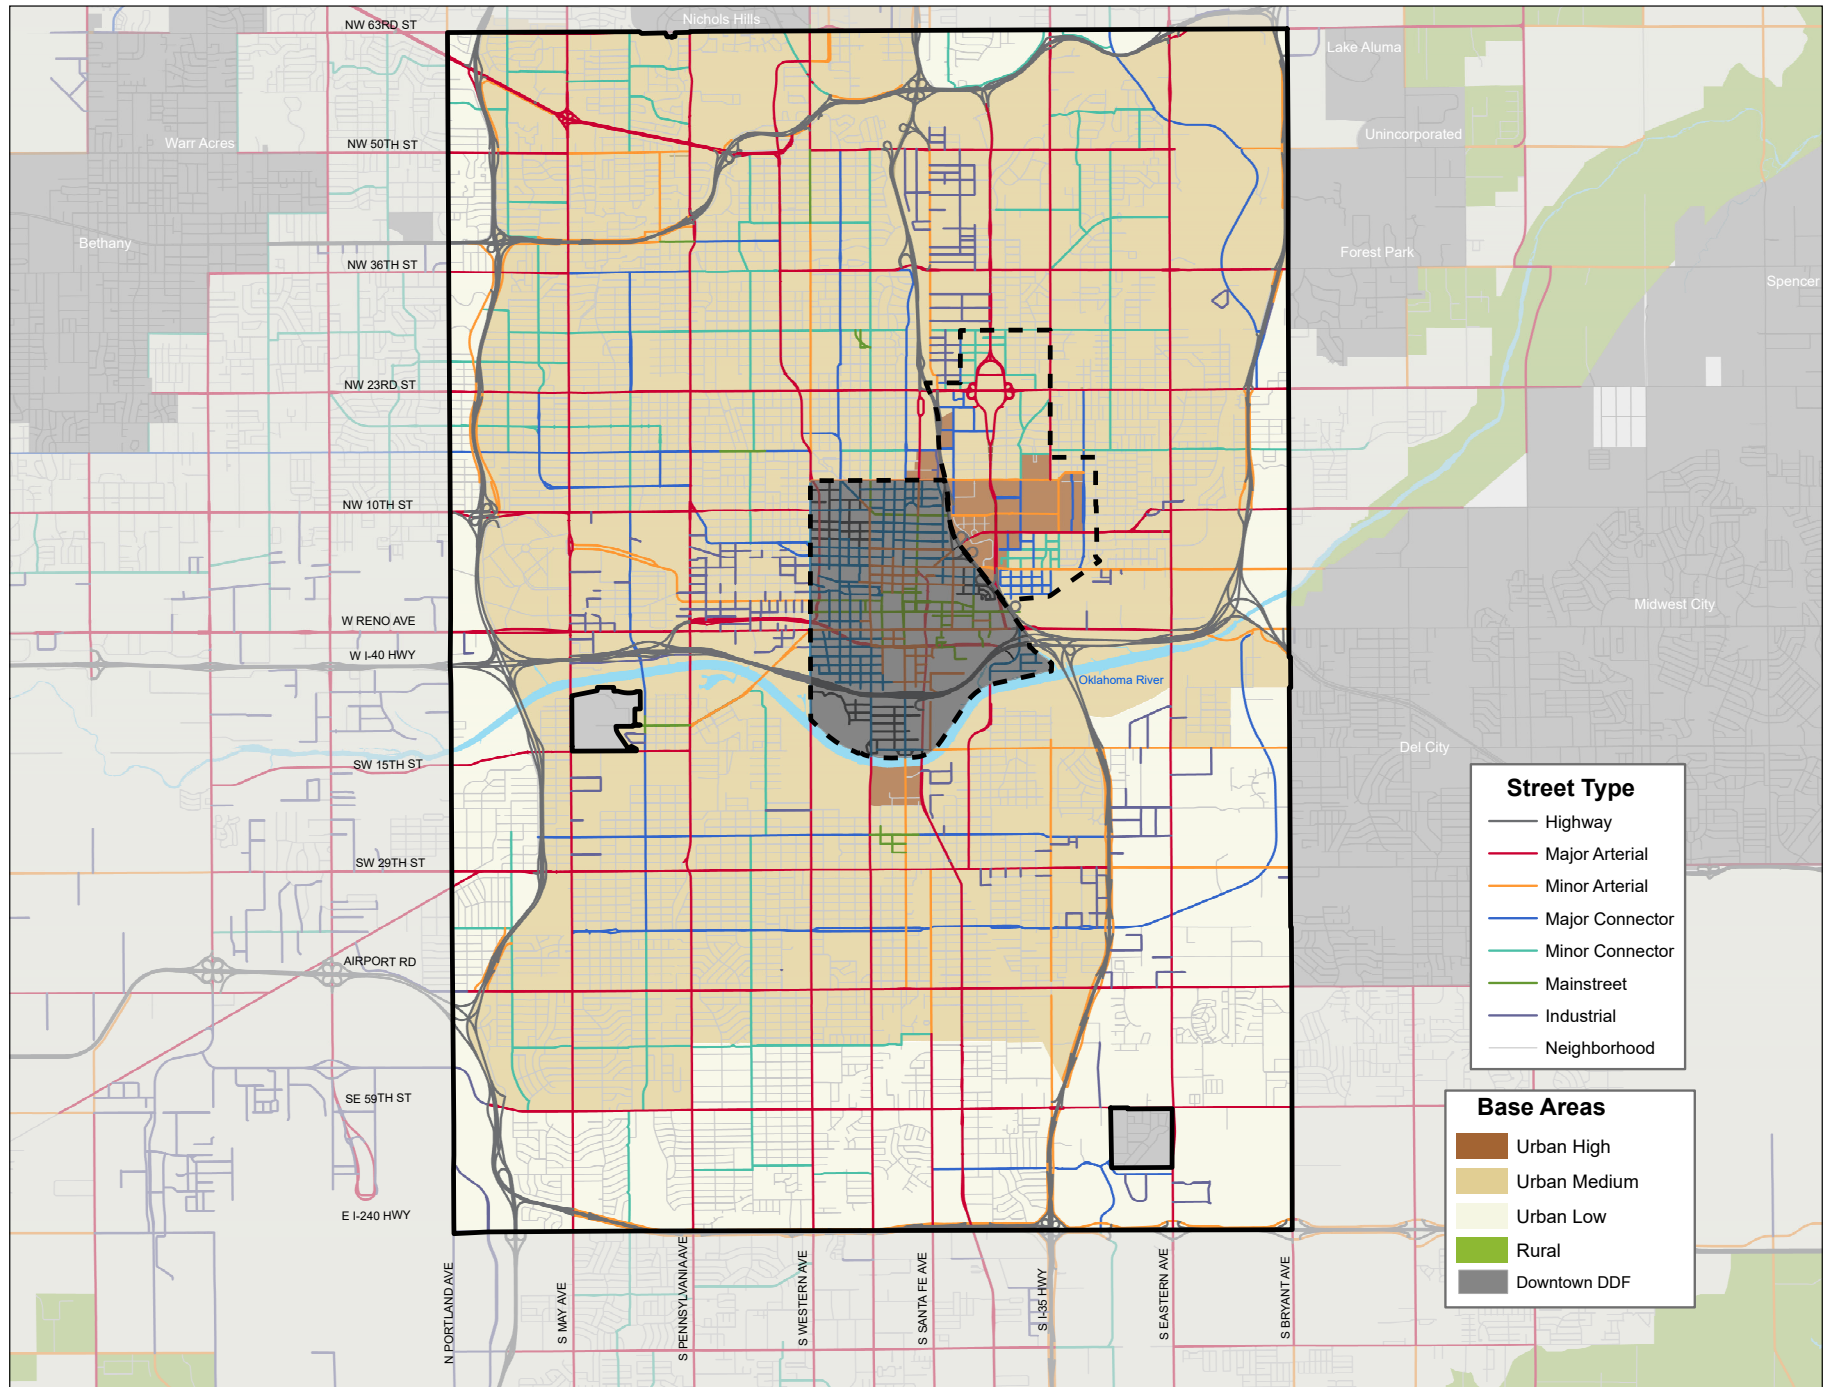 NW 63RD ST
Nichols Hills
Lake Aluma
Warr Acres
NW 50TH ST
Unincorporated
Bethany
Forest Park
NW 36TH ST
Spencer
NW 23RD ST
NW 10TH ST
Midwest City
W RENO AVE
W I-40 HWY
Oklahoma River
Del City
SW 15TH ST
Street Type
Highway
Major Arterial
SW 29TH ST
Minor Arterial
Major Connector
Minor Connector
AIRPORT RD
Mainstreet
Industrial
Neighborhood
SE 59TH ST
Base Areas
Urban High
Urban Medium
Urban Low
E I-240 HWY
Rural
Downtown DDF
N PORTLAND AVE
S MAY AVE
S PENNSYLVANIA AVE
S WESTERN AVE
S SANTA FE AVE
S I-35 HWY
S EASTERN AVE
S BRYANT AVE